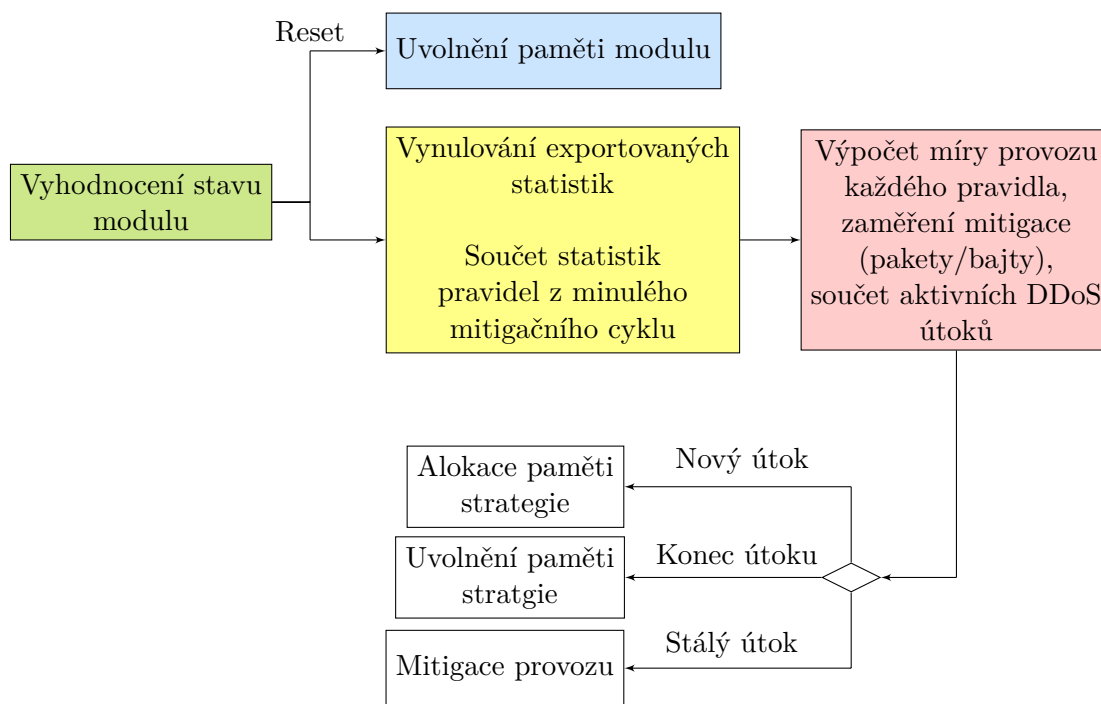 Reset
Uvolnění paměti modulu
Vyhodnocení stavu
modulu
Vynulování exportovaných
statistik
Součet statistik
pravidel z minulého
mitigačního cyklu
Výpočet míry provozu
každého pravidla,
zaměření mitigace
(pakety/bajty),
součet aktivních DDoS
útoků
Alokace paměti
strategie
Nový útok
Uvolnění paměti
stratgie
Konec útoku
Mitigace provozu
Stálý útok